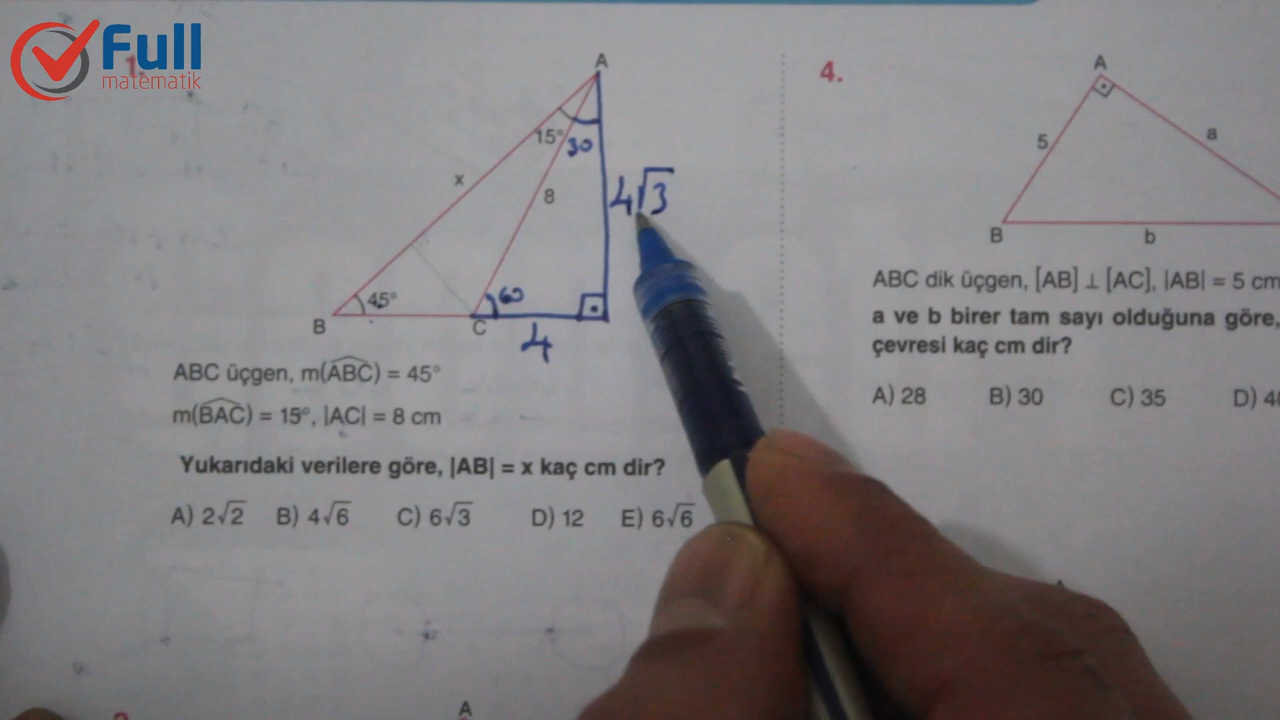 Full
matematik
1.
A
15°
30
x
8
4√3
45°
60
B
C
4
ABC üçgen, m(ABC) = 45°
m(BAC) = 15°, |AC| = 8 cm
Yukarıdaki verilere göre, |AB| = x kaç cm dir?
A) 2√2 B) 4√6 C) 6√3 D) 12 E) 6√6
4.
A
5
a
B
b
ABC dik üçgen, [AB] ⊥ [AC], |AB| = 5 cm
a ve b birer tam sayı olduğuna göre,
çevresi kaç cm dir?
A) 28 B) 30 C) 35 D) 4
A